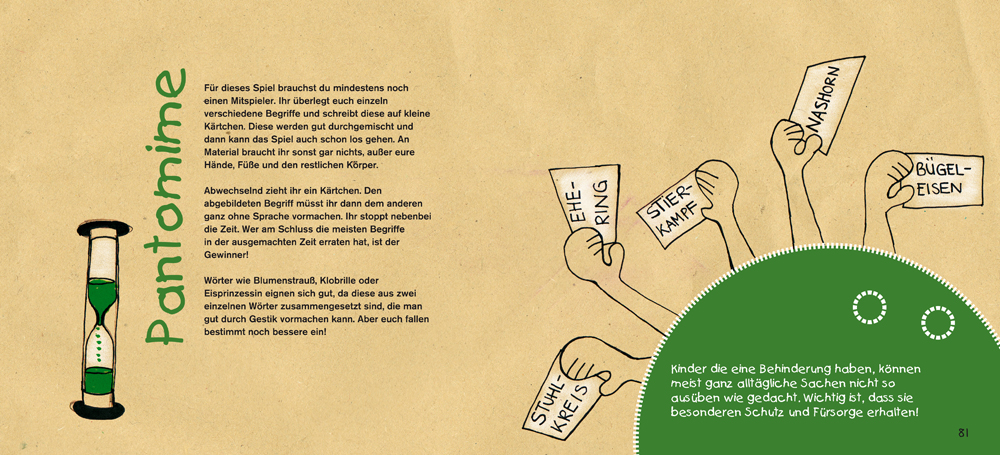 Pantomime
Für dieses Spiel brauchst du mindestens noch
einen Mitspieler. Ihr überlegt euch einzeln
verschiedene Begriffe und schreibt diese auf kleine
Kärtchen. Diese werden gut durchgemischt und
dann kann das Spiel auch schon los gehen. An
Material braucht ihr sonst gar nichts, außer eure
Hände, Füße und den restlichen Körper.
Abwechselnd zieht ihr ein Kärtchen. Den
abgebildeten Begriff müsst ihr dann dem anderen
ganz ohne Sprache vormachen. Ihr stoppt nebenbei
die Zeit. Wer am Schluss die meisten Begriffe
in der ausgemachten Zeit erraten hat, ist der
Gewinner!
Wörter wie Blumenstrauß, Klobrille oder
Eisprinzessin eignen sich gut, da diese aus zwei
einzelnen Wörter zusammengesetzt sind, die man
gut durch Gestik vormachen kann. Aber euch fallen
bestimmt noch bessere ein!
STUHL-
KREIS
EHE-
RING
STIER-
KAMPF
NASHORN
BÜGEL-
EISEN
Kinder die eine Behinderung haben, können
meist ganz alltägliche Sachen nicht so
ausüben wie gedacht. Wichtig ist, dass sie
besonderen Schutz und Fürsorge erhalten!
81